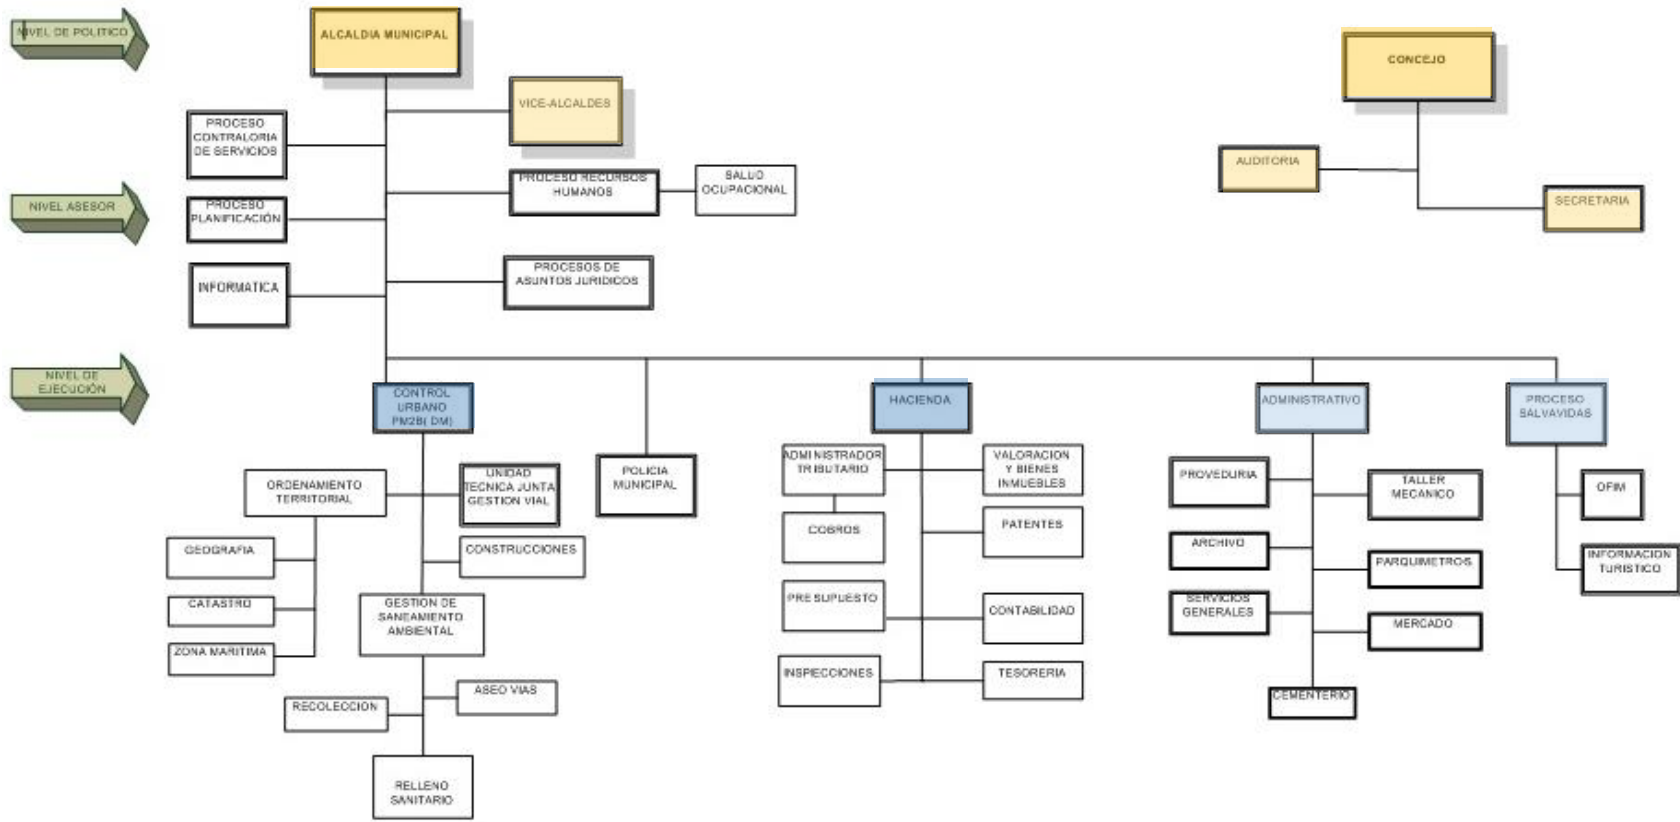 NIVEL DE POLITICO
ALCALDIA MUNICIPAL
CONCEJO
VICE-ALCALDES
PROCESO
CONTRALORIA
DE SERVICIOS
AUDITORIA
PROCESO RECURSOS
HUMANOS
SALUD
OCUPACIONAL
NIVEL ASESOR
PROCESO
PLANIFICACIÓN
SECRETARIA
INFORMATICA
PROCESOS DE
ASUNTOS JURIDICOS
NIVEL DE
EJECUCIÓN
CONTROL
URBANO
PM2B( DM)
HACIENDA
ADMINISTRATIVO
PROCESO
SALVAVIDAS
ORDENAMIENTO
TERRITORIAL
UNIDAD
TECNICA JUNTA
GESTION VIAL
POLICIA
MUNICIPAL
ADMINISTRADOR
TRIBUTARIO
VALORACION
Y BIENES
INMUEBLES
PROVEDURIA
TALLER
MECANICO
OFIM
GEOGRAFIA
CONSTRUCCIONES
COBROS
PATENTES
ARCHIVO
PARQUIMETROS
INFORMACION
TURISTICO
CATASTRO
GESTION DE
SANEAMIENTO
AMBIENTAL
PRESUPUESTO
CONTABILIDAD
SERVICIOS
GENERALES
MERCADO
ZONA MARITIMA
INSPECCIONES
TESORERIA
RECOLECCION
ASEO VIAS
CEMENTERIO
RELLENO
SANITARIO